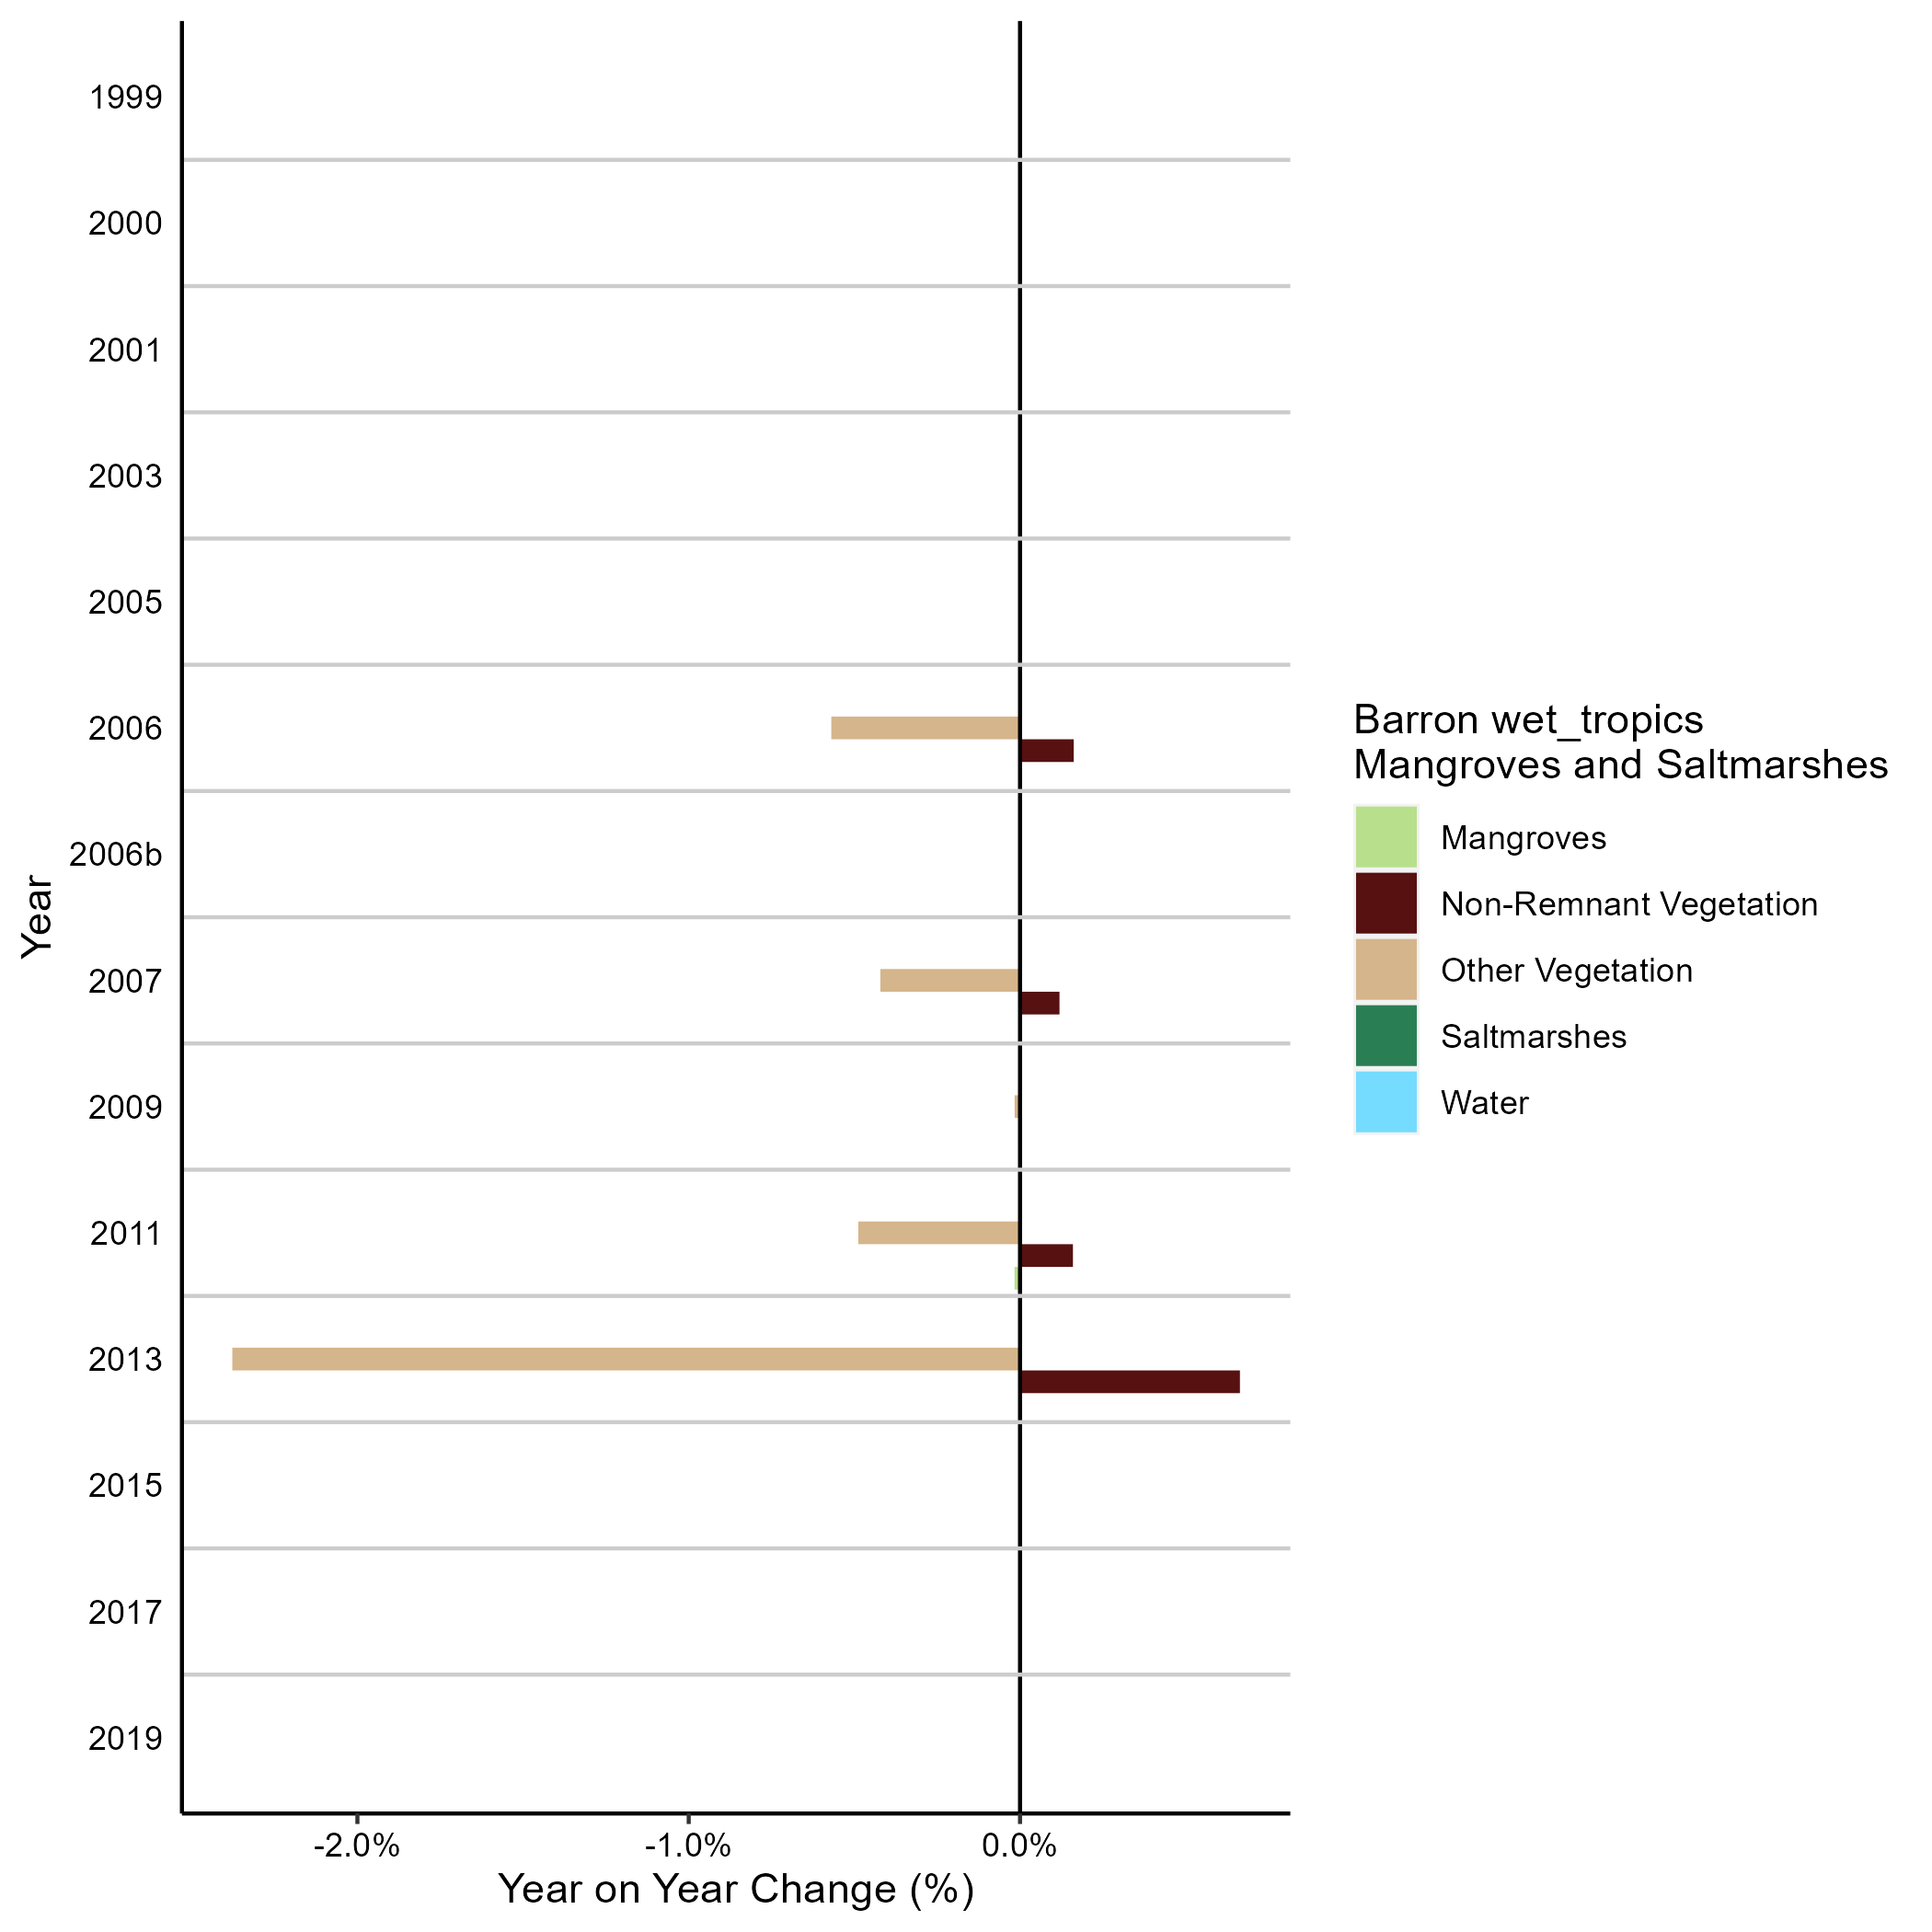 1999
2000
2001
2003
2005
2006
2006b
2007
2009
2011
2013
2015
2017
2019
Year
-2.0%
-1.0%
0.0%
Year on Year Change (%)
Barron wet_tropics
Mangroves and Saltmarshes
Mangroves
Non-Remnant Vegetation
Other Vegetation
Saltmarshes
Water